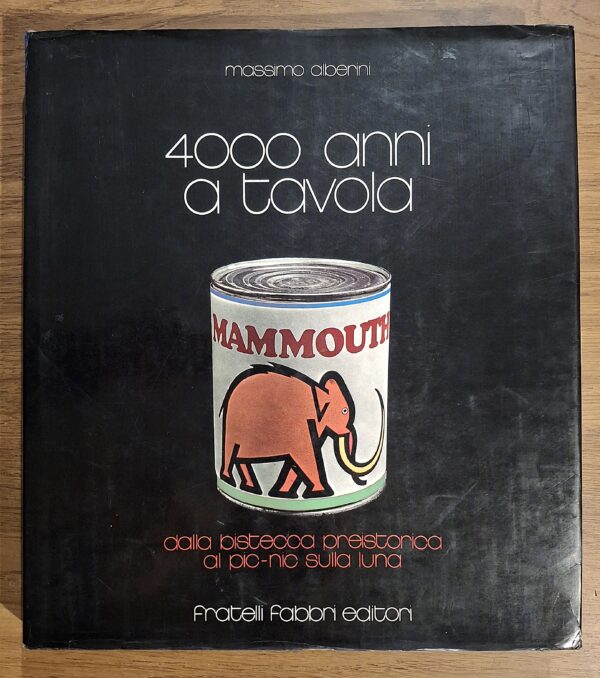 massimo alberini
4000 anni
a tavola
MAMMOUTH
dalla bistecca preistorica
al pic-nic sulla luna
fratelli fabbri editori